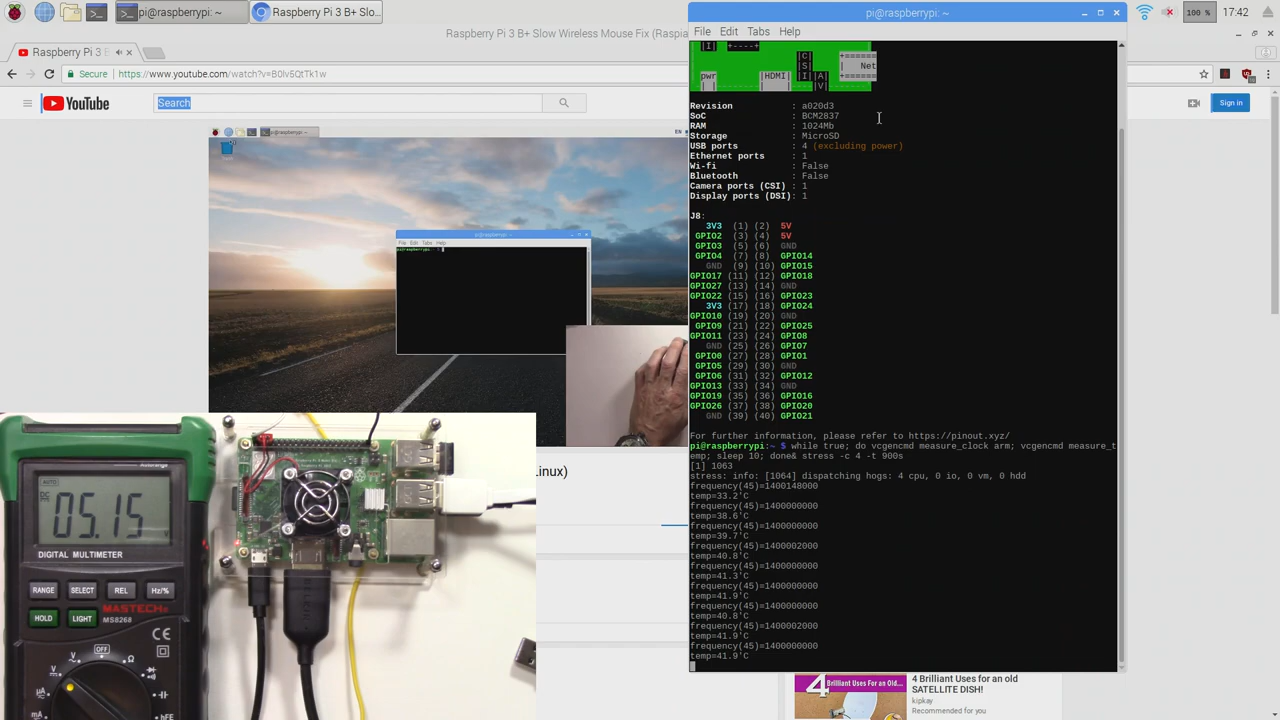 pi@raspberrypi: ~
Raspberry Pi 3 B+ Slo
100 %
17:42
Raspberry Pi 3 B+ Slow Wireless Mouse Fix (Raspia
File Edit Tabs Help
Raspberry Pi 3 B+
Secure | https://www.youtube.com/watch?v=B0lv6QtTk1w
YouTube
Search
Sign in
pi@raspberrypi: ~
File Edit Tabs Help
|I| +----+
|C| +======
|S| | Net
pwr |HDMI| |I||A| +======
| | | | |V|
Revision : a020d3
SoC : BCM2837
RAM : 1024Mb
Storage : MicroSD
USB ports : 4 (excluding power)
Ethernet ports : 1
Wi-fi : False
Bluetooth : False
Camera ports (CSI) : 1
Display ports (DSI): 1
J8:
3V3 (1) (2) 5V
GPIO2 (3) (4) 5V
GPIO3 (5) (6) GND
GPIO4 (7) (8) GPIO14
GND (9) (10) GPIO15
GPIO17 (11) (12) GPIO18
GPIO27 (13) (14) GND
GPIO22 (15) (16) GPIO23
3V3 (17) (18) GPIO24
GPIO10 (19) (20) GND
GPIO9 (21) (22) GPIO25
GPIO11 (23) (24) GPIO8
GND (25) (26) GPIO7
GPIO0 (27) (28) GPIO1
GPIO5 (29) (30) GND
GPIO6 (31) (32) GPIO12
GPIO13 (33) (34) GND
GPIO19 (35) (36) GPIO16
GPIO26 (37) (38) GPIO20
GND (39) (40) GPIO21
For further information, please refer to https://pinout.xyz/
pi@raspberrypi:~ $ while true; do vcgencmd measure_clock arm; vcgencmd measure_t
emp; sleep 10; done& stress -c 4 -t 900s
[1] 1063
stress: info: [1064] dispatching hogs: 4 cpu, 0 io, 0 vm, 0 hdd
frequency(45)=1400148000
temp=33.2'C
frequency(45)=1400000000
temp=38.6'C
frequency(45)=1400000000
temp=39.7'C
frequency(45)=1400002000
temp=40.8'C
frequency(45)=1400000000
temp=41.3'C
frequency(45)=1400000000
temp=41.9'C
frequency(45)=1400000000
temp=40.8'C
frequency(45)=1400002000
temp=41.9'C
frequency(45)=1400000000
temp=41.9'C
Linux)
DIGITAL MULTIMETER
RANGE SELECT REL Hz/%
MASTECH
HOLD LIGHT MS8268
4 Brilliant Uses For an Old...
4 Brilliant Uses for an old
SATELLITE DISH!
kipkay
Recommended for you